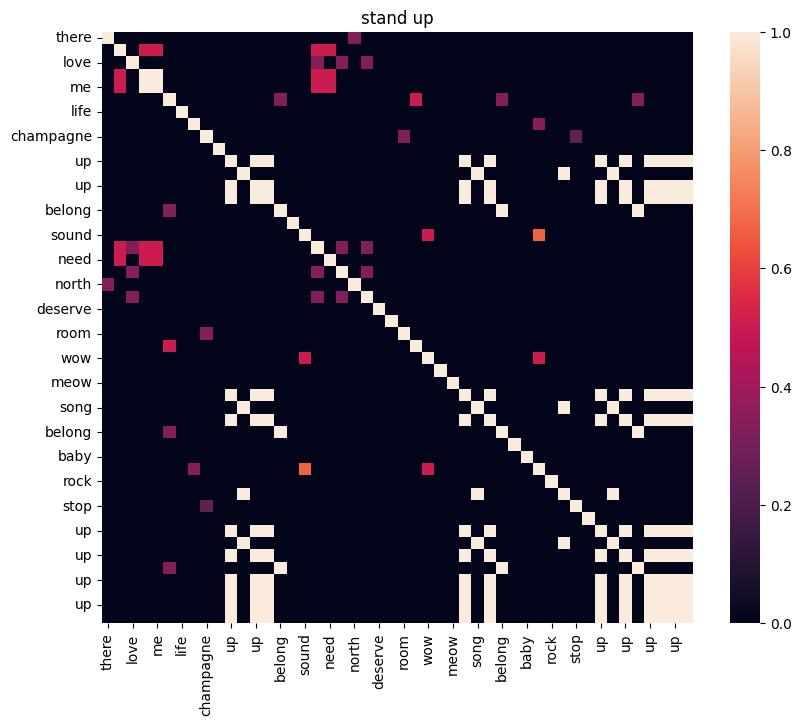 stand up
there
love
me
life
champagne
up
up
belong
sound
need
north
deserve
room
wow
meow
song
belong
baby
rock
stop
up
up
up
up
1.0
0.8
0.6
0.4
0.2
0.0
there
love
me
life
champagne
up
up
belong
sound
need
north
deserve
room
wow
meow
song
belong
baby
rock
stop
up
up
up
up